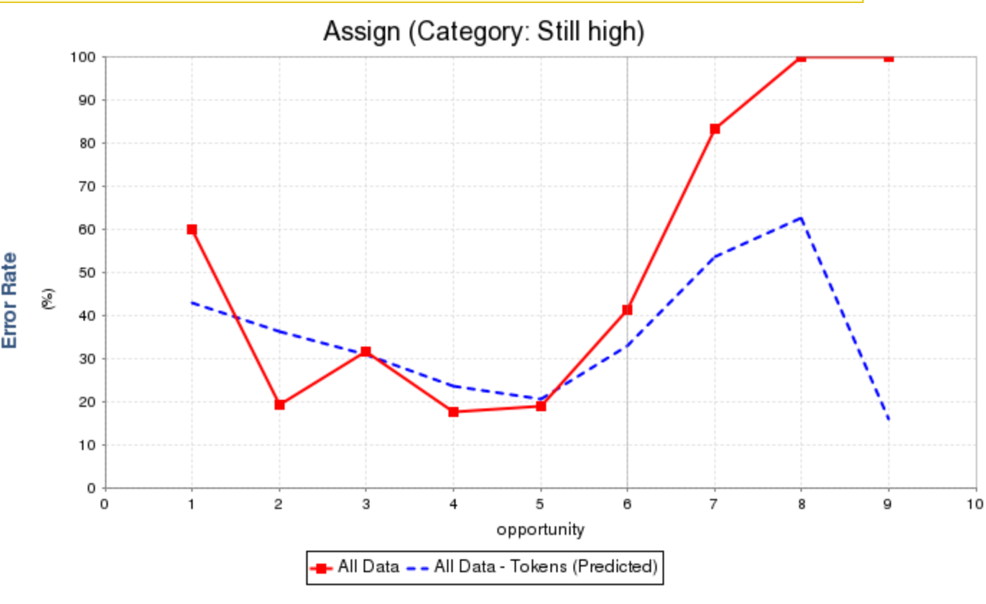 Assign (Category: Still high)
100
90
80
70
60
50
40
30
20
10
0
Error Rate
(%)
0 1 2 3 4 5 6 7 8 9 10
opportunity
All Data All Data - Tokens (Predicted)